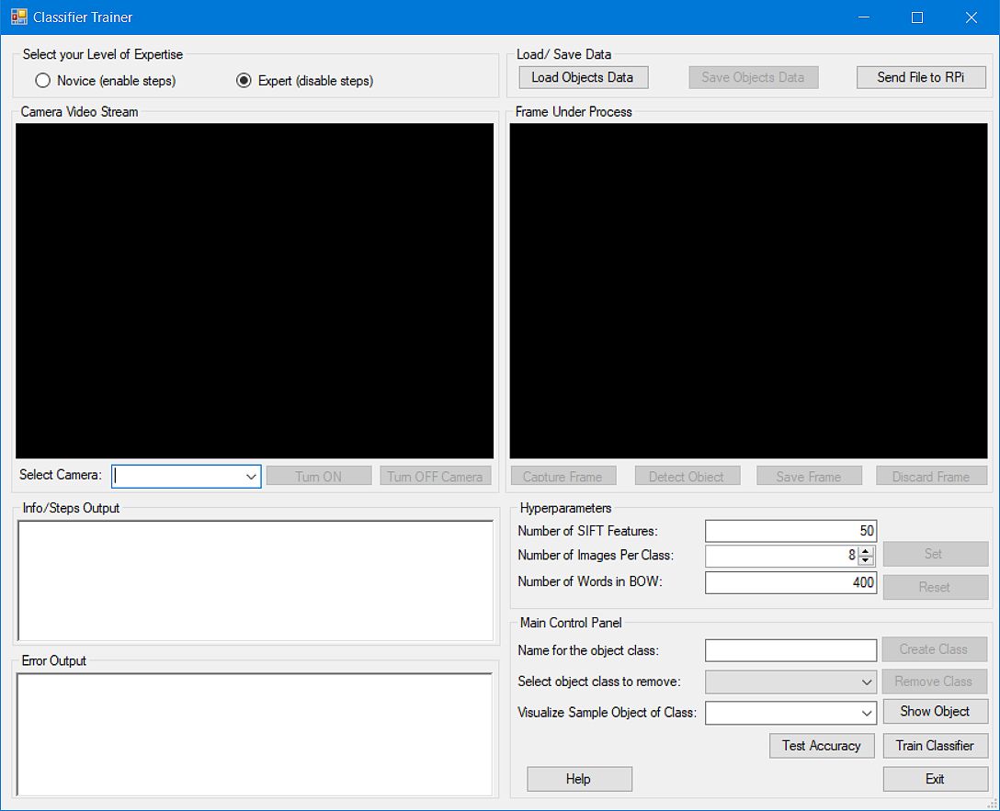 Classifier Trainer
Select your Level of Expertise
Novice (enable steps)
Expert (disable steps)
Load/ Save Data
Load Objects Data
Save Objects Data
Send File to RPi
Camera Video Stream
Frame Under Process
Select Camera:
Turn ON
Turn OFF Camera
Capture Frame
Detect Object
Save Frame
Discard Frame
Info/Steps Output
Error Output
Hyperparameters
Number of SIFT Features: 50
Number of Images Per Class: 8
Set
Number of Words in BOW: 400
Reset
Main Control Panel
Name for the object class:
Create Class
Select object class to remove:
Remove Class
Visualize Sample Object of Class:
Show Object
Test Accuracy
Train Classifier
Help
Exit